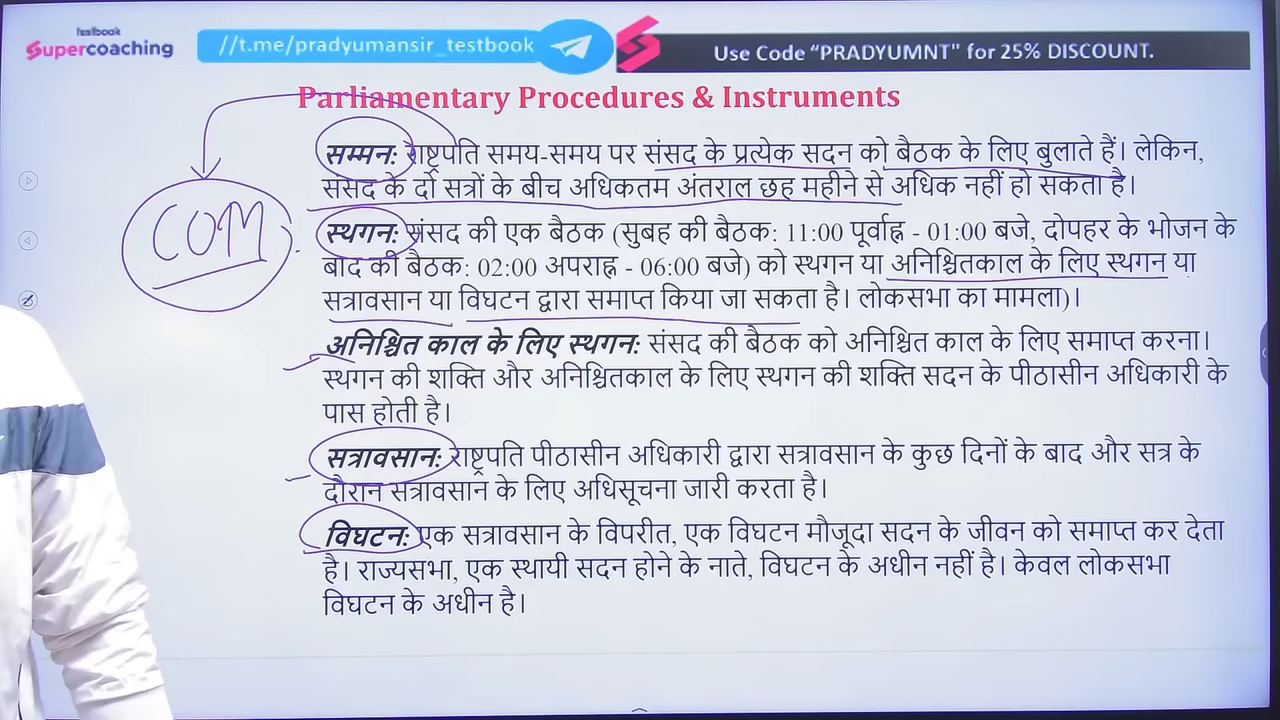 testbook
Supercoaching
//t.me/pradyumansir_testbook
Use Code “PRADYUMNT" for 25% DISCOUNT.
Parliamentary Procedures & Instruments
सम्मन: राष्ट्रपति समय-समय पर संसद के प्रत्येक सदन को बैठक के लिए बुलाते हैं। लेकिन,
संसद के दो सत्रों के बीच अधिकतम अंतराल छह महीने से अधिक नहीं हो सकता है।
COM
स्थगन: संसद की एक बैठक (सुबह की बैठक: 11:00 पूर्वाह्न - 01:00 बजे, दोपहर के भोजन के
बाद की बैठक: 02:00 अपराह्न - 06:00 बजे) को स्थगन या अनिश्चितकाल के लिए स्थगन या
सत्रावसान या विघटन द्वारा समाप्त किया जा सकता है। लोकसभा का मामला)।
अनिश्चित काल के लिए स्थगन: संसद की बैठक को अनिश्चित काल के लिए समाप्त करना।
स्थगन की शक्ति और अनिश्चितकाल के लिए स्थगन की शक्ति सदन के पीठासीन अधिकारी के
पास होती है।
सत्रावसान: राष्ट्रपति पीठासीन अधिकारी द्वारा सत्रावसान के कुछ दिनों के बाद और सत्र के
दौरान सत्रावसान के लिए अधिसूचना जारी करता है।
विघटन: एक सत्रावसान के विपरीत, एक विघटन मौजूदा सदन के जीवन को समाप्त कर देता
है। राज्यसभा, एक स्थायी सदन होने के नाते, विघटन के अधीन नहीं है। केवल लोकसभा
विघटन के अधीन है।